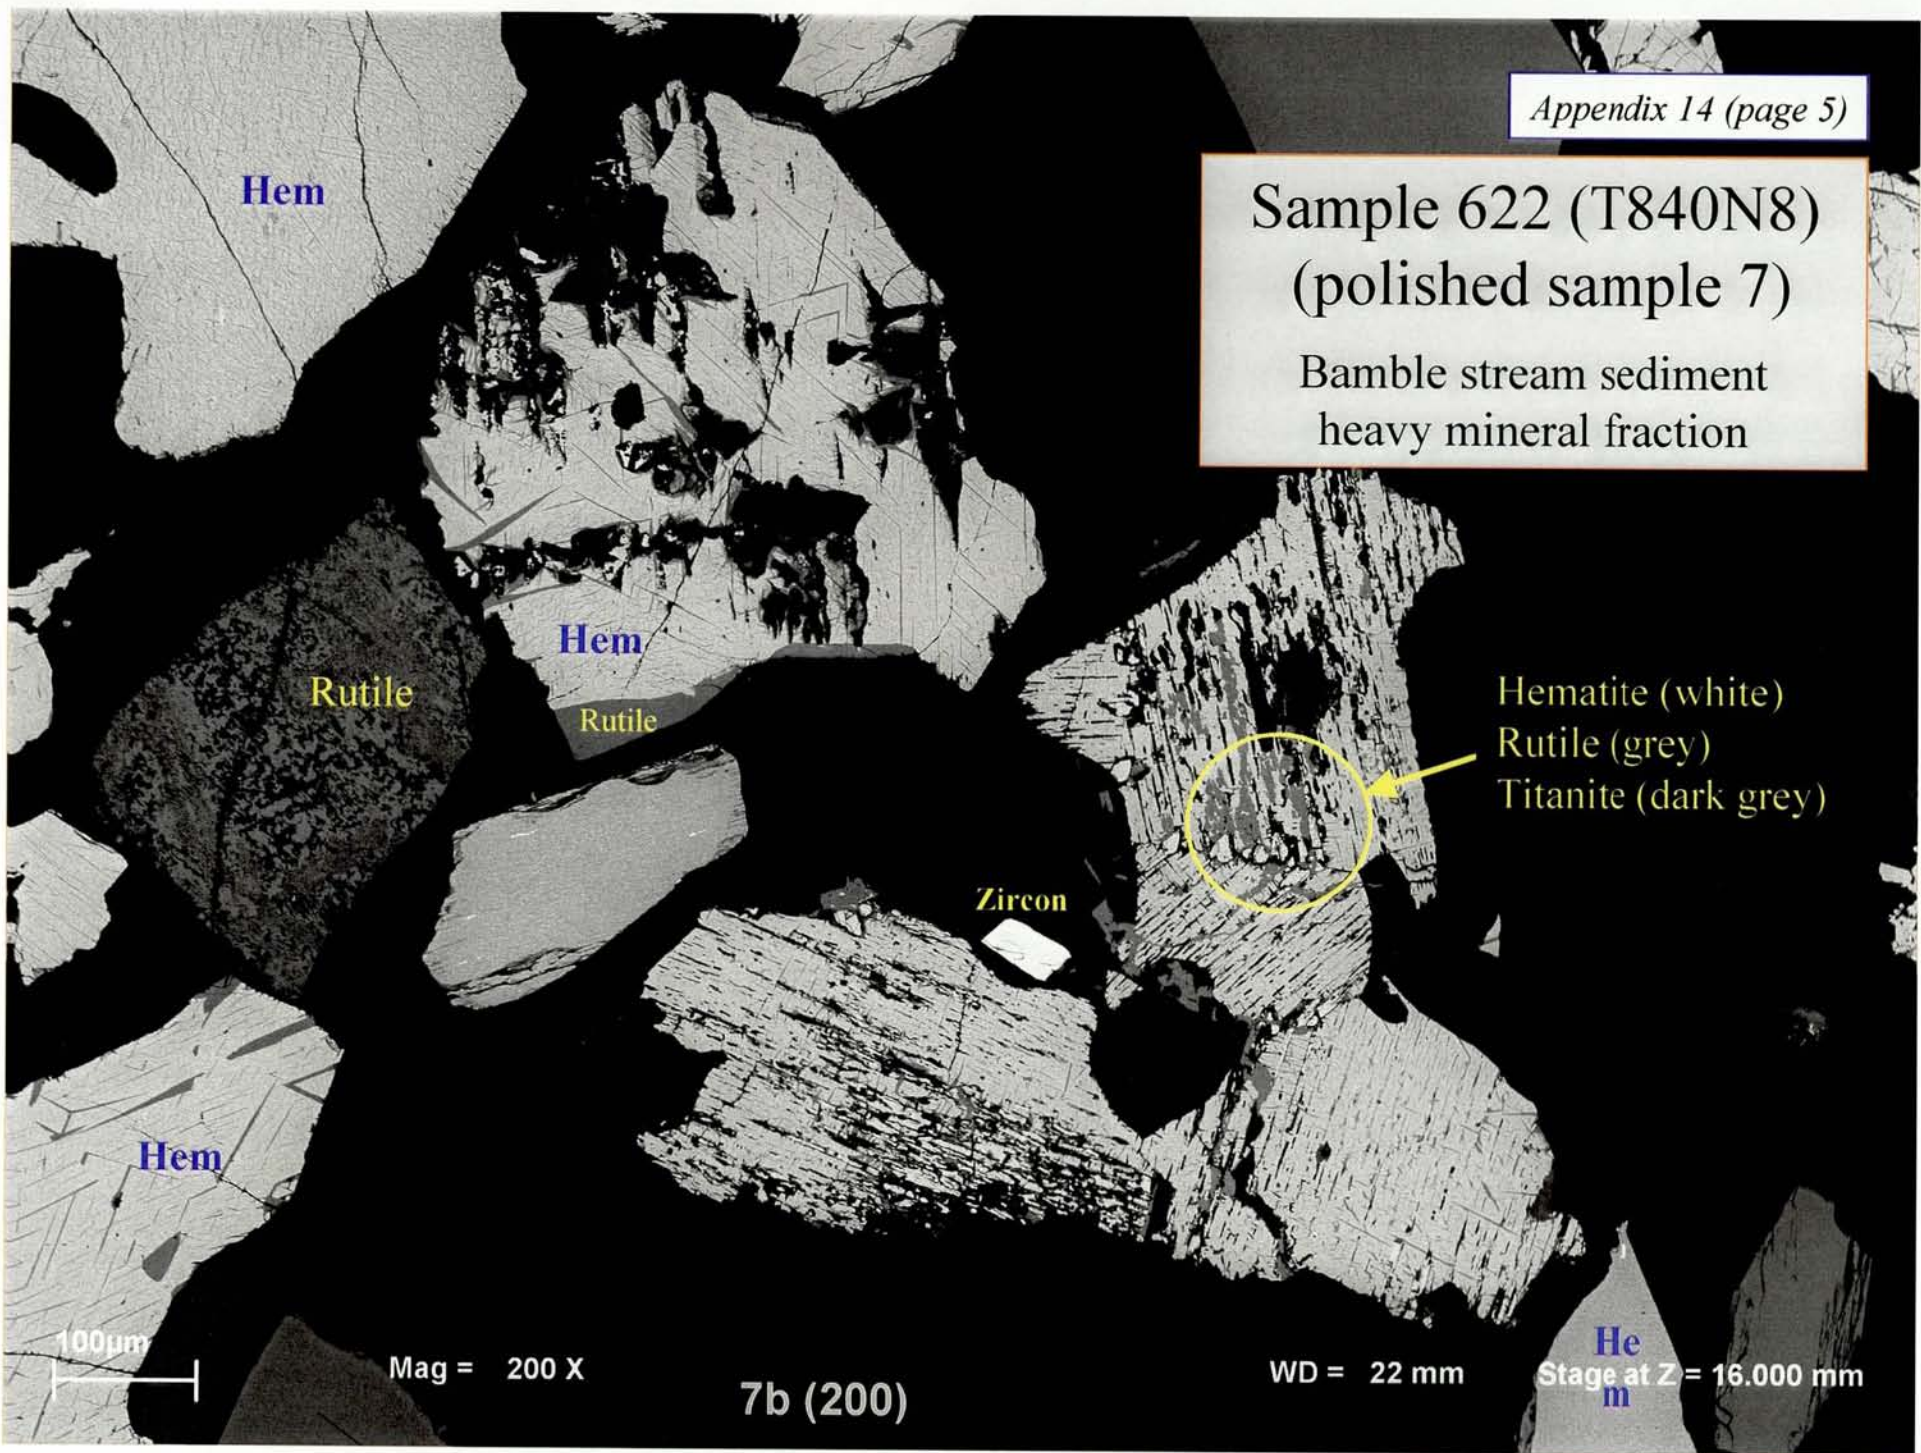 Appendix 14 (page 5)
Sample 622 (T840N8)
(polished sample 7)
Bamble stream sediment
heavy mineral fraction
Hem
Hem
Rutile
Rutile
Hematite (white)
Rutile (grey)
Titanite (dark grey)
Zircon
Hem
100µm
Mag = 200 X
7b (200)
WD = 22 mm
Stage at Z = 16.000 mm
He
m